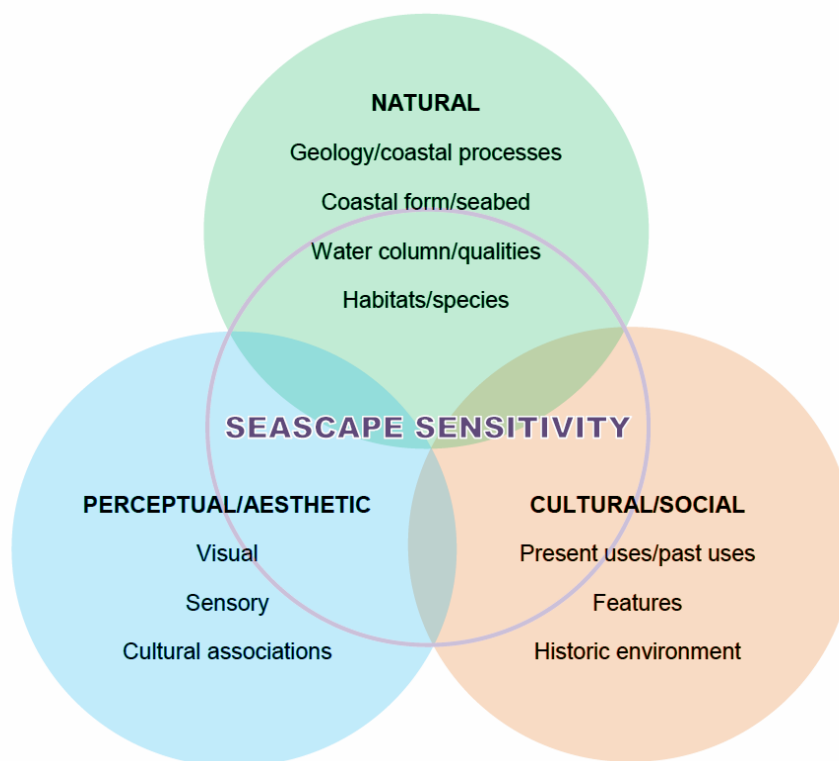 NATURAL
Geology/coastal processes
Coastal form/seabed
Water column/qualities
Habitats/species
SEASCAPE SENSITIVITY
PERCEPTUAL/AESTHETIC
Visual
Sensory
Cultural associations
CULTURAL/SOCIAL
Present uses/past uses
Features
Historic environment